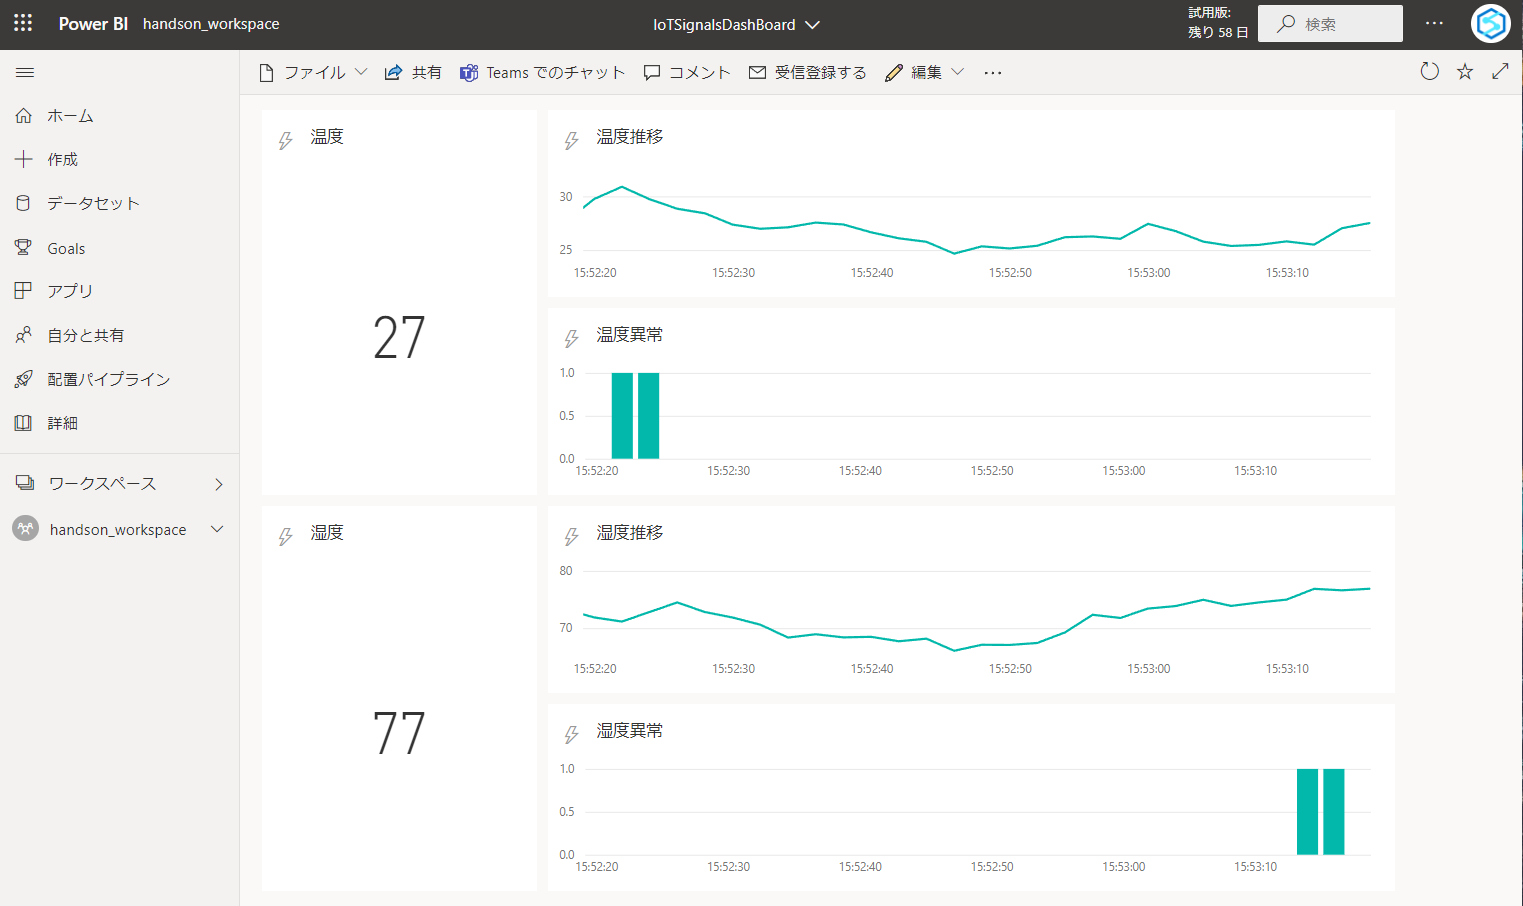 Power BI handson_workspace
IoTSignalsDashBoard
試用版:
残り 58 日
検索
ファイル 共有 Teams でのチャット コメント 受信登録する 編集
ホーム
作成
データセット
Goals
アプリ
自分と共有
配置パイプライン
詳細
ワークスペース
handson_workspace
温度
27
温度推移
30
25
15:52:20 15:52:30 15:52:40 15:52:50 15:53:00 15:53:10
温度異常
1.0
0.5
0.0
15:52:20 15:52:30 15:52:40 15:52:50 15:53:00 15:53:10
湿度
77
湿度推移
80
70
15:52:20 15:52:30 15:52:40 15:52:50 15:53:00 15:53:10
湿度異常
1.0
0.5
0.0
15:52:20 15:52:30 15:52:40 15:52:50 15:53:00 15:53:10